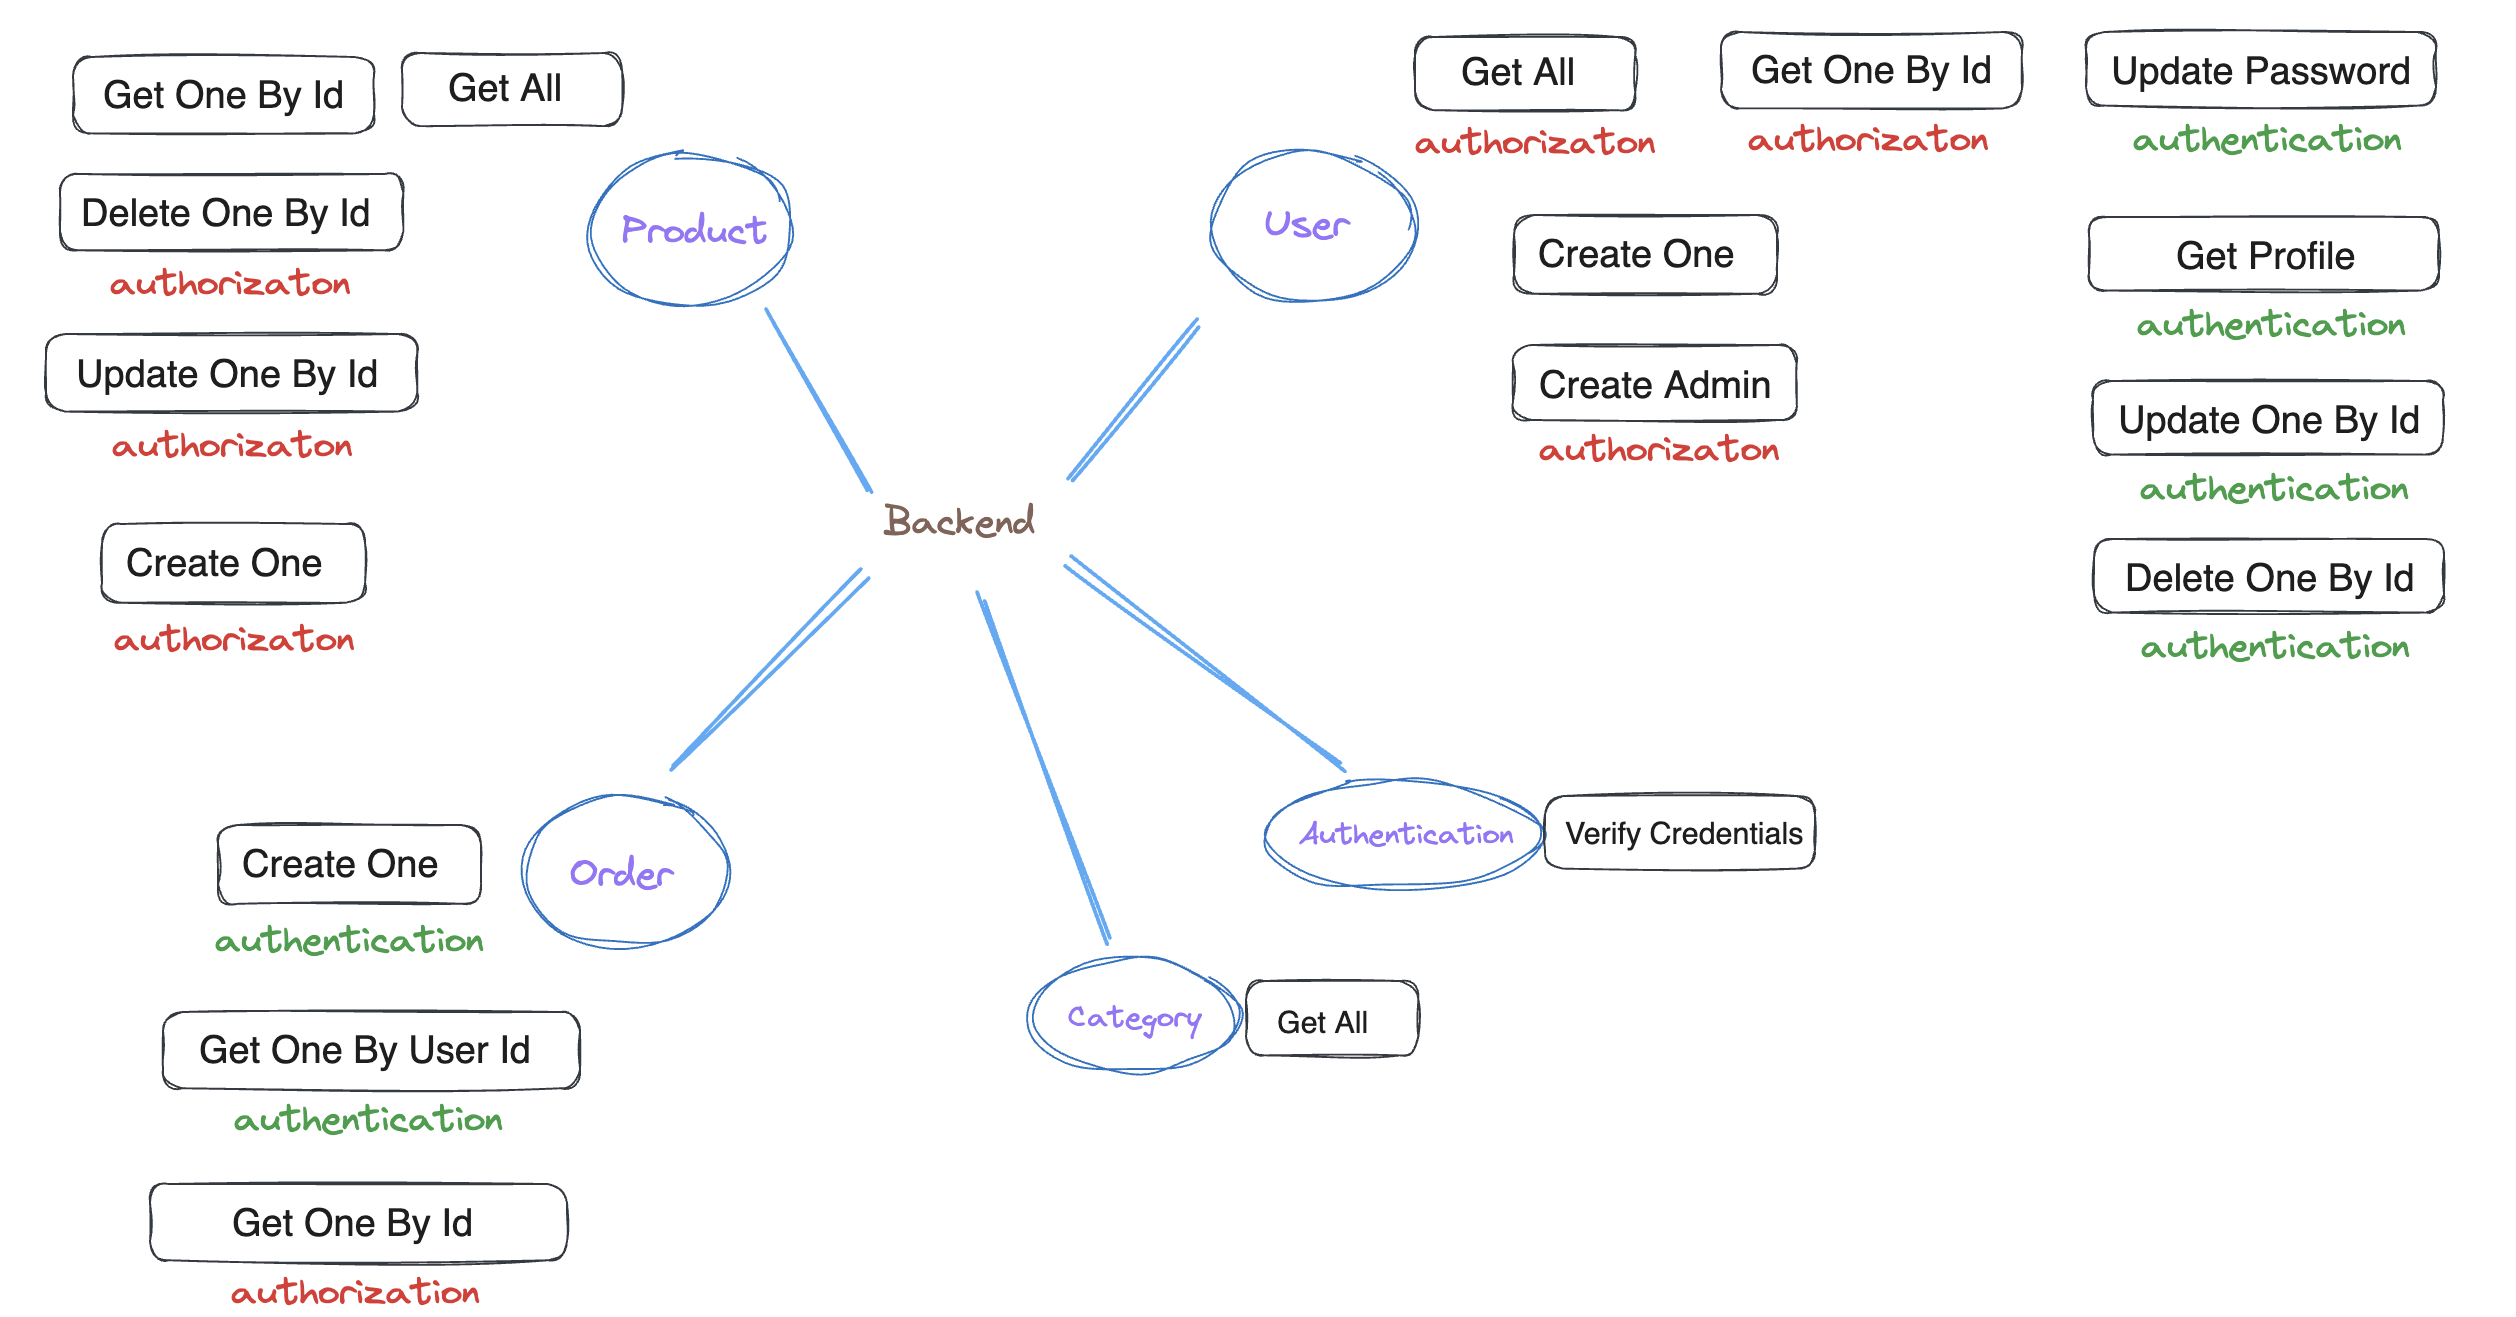 Get One By Id
Get All
Delete One By Id
authorizaton
Update One By Id
authorizaton
Create One
authorizaton
Product
User
Get All
authorizaton
Get One By Id
authorizaton
Update Password
authentication
Create One
Create Admin
authorizaton
Get Profile
authentication
Update One By Id
authentication
Delete One By Id
authentication
Backend
Order
Create One
authentication
Get One By User Id
authentication
Get One By Id
authorization
Authentication
Verify Credentials
Category
Get All